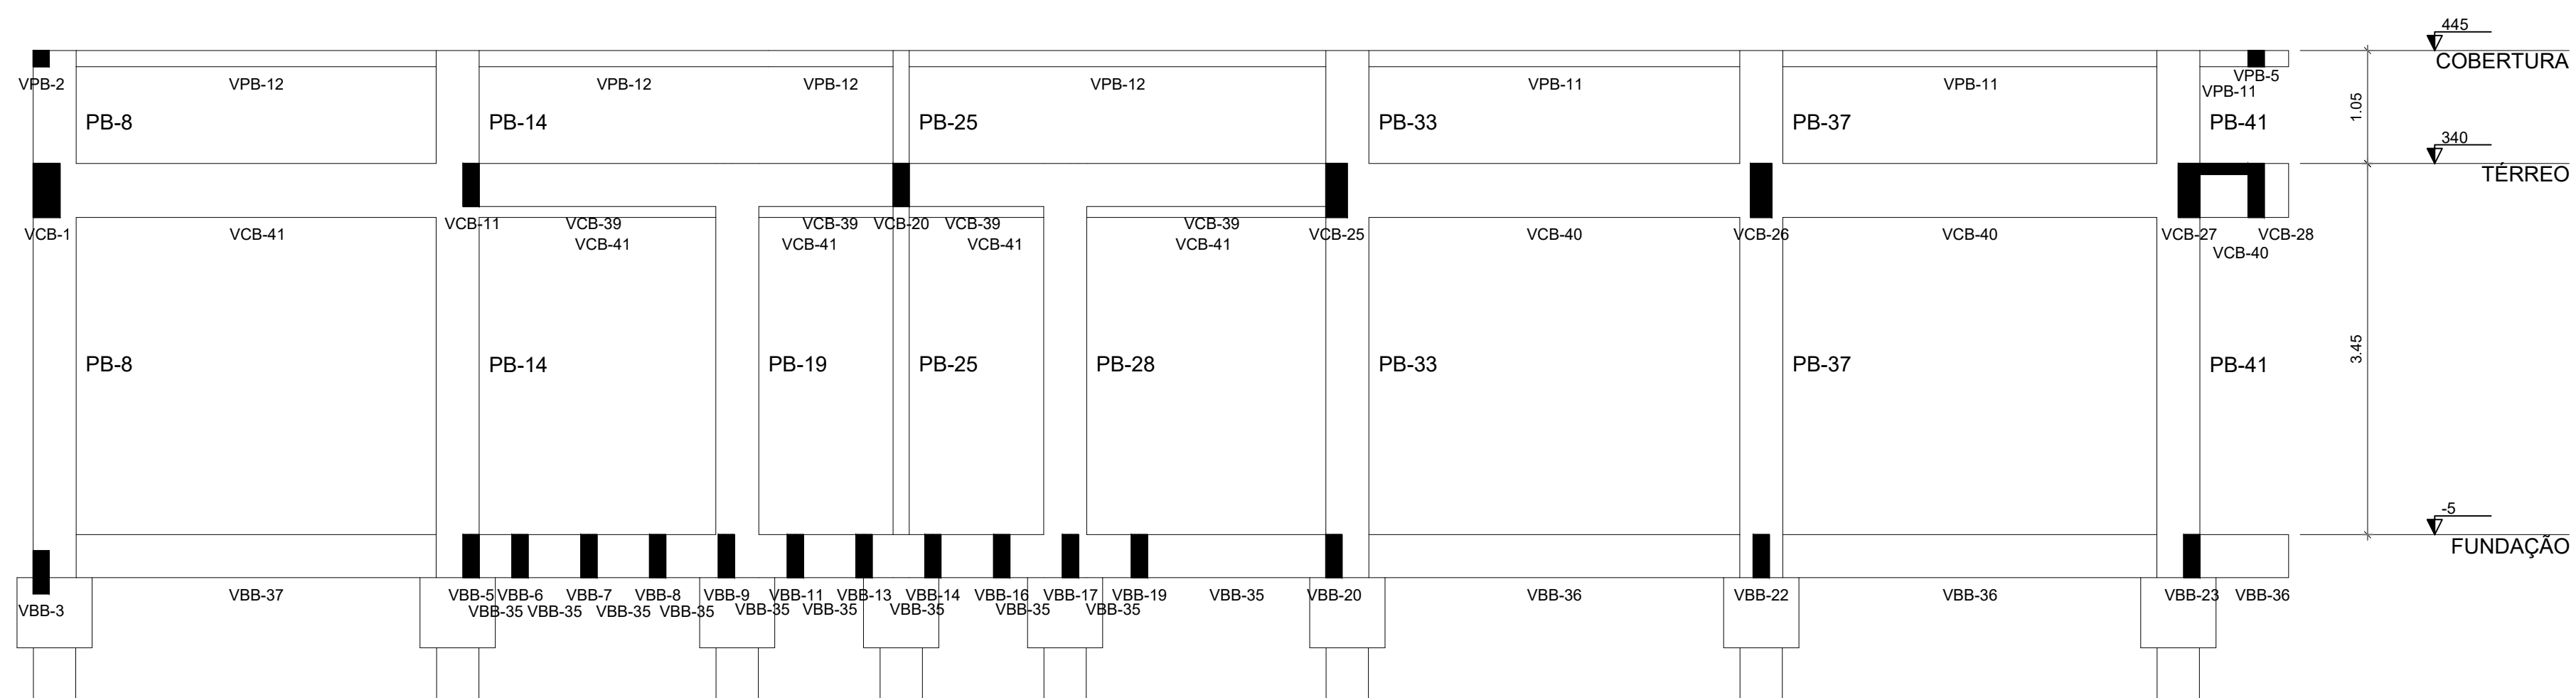 445
COBERTURA
VPB-2 VPB-12 VPB-12 VPB-12 VPB-12 VPB-11 VPB-11 VPB-5
VPB-11
1.05
PB-8 PB-14 PB-25 PB-33 PB-37 PB-41
340
TÉRREO
VCB-11 VCB-39 VCB-39 VCB-20 VCB-39 VCB-39
VCB-1 VCB-41 VCB-41 VCB-41 VCB-41 VCB-41 VCB-25 VCB-40 VCB-26 VCB-40 VCB-27 VCB-28
VCB-40
3.45
PB-8 PB-14 PB-19 PB-25 PB-28 PB-33 PB-37 PB-41
-5
FUNDAÇÃO
VBB-37 VBB-5 VBB-6 VBB-7 VBB-8 VBB-9 VBB-11 VBB-13 VBB-14 VBB-16 VBB-17 VBB-19 VBB-35 VBB-20 VBB-36 VBB-22 VBB-36 VBB-23 VBB-36
VBB-3 VBB-35 VBB-35 VBB-35 VBB-35 VBB-35 VBB-35 VBB-35 VBB-35 VBB-35